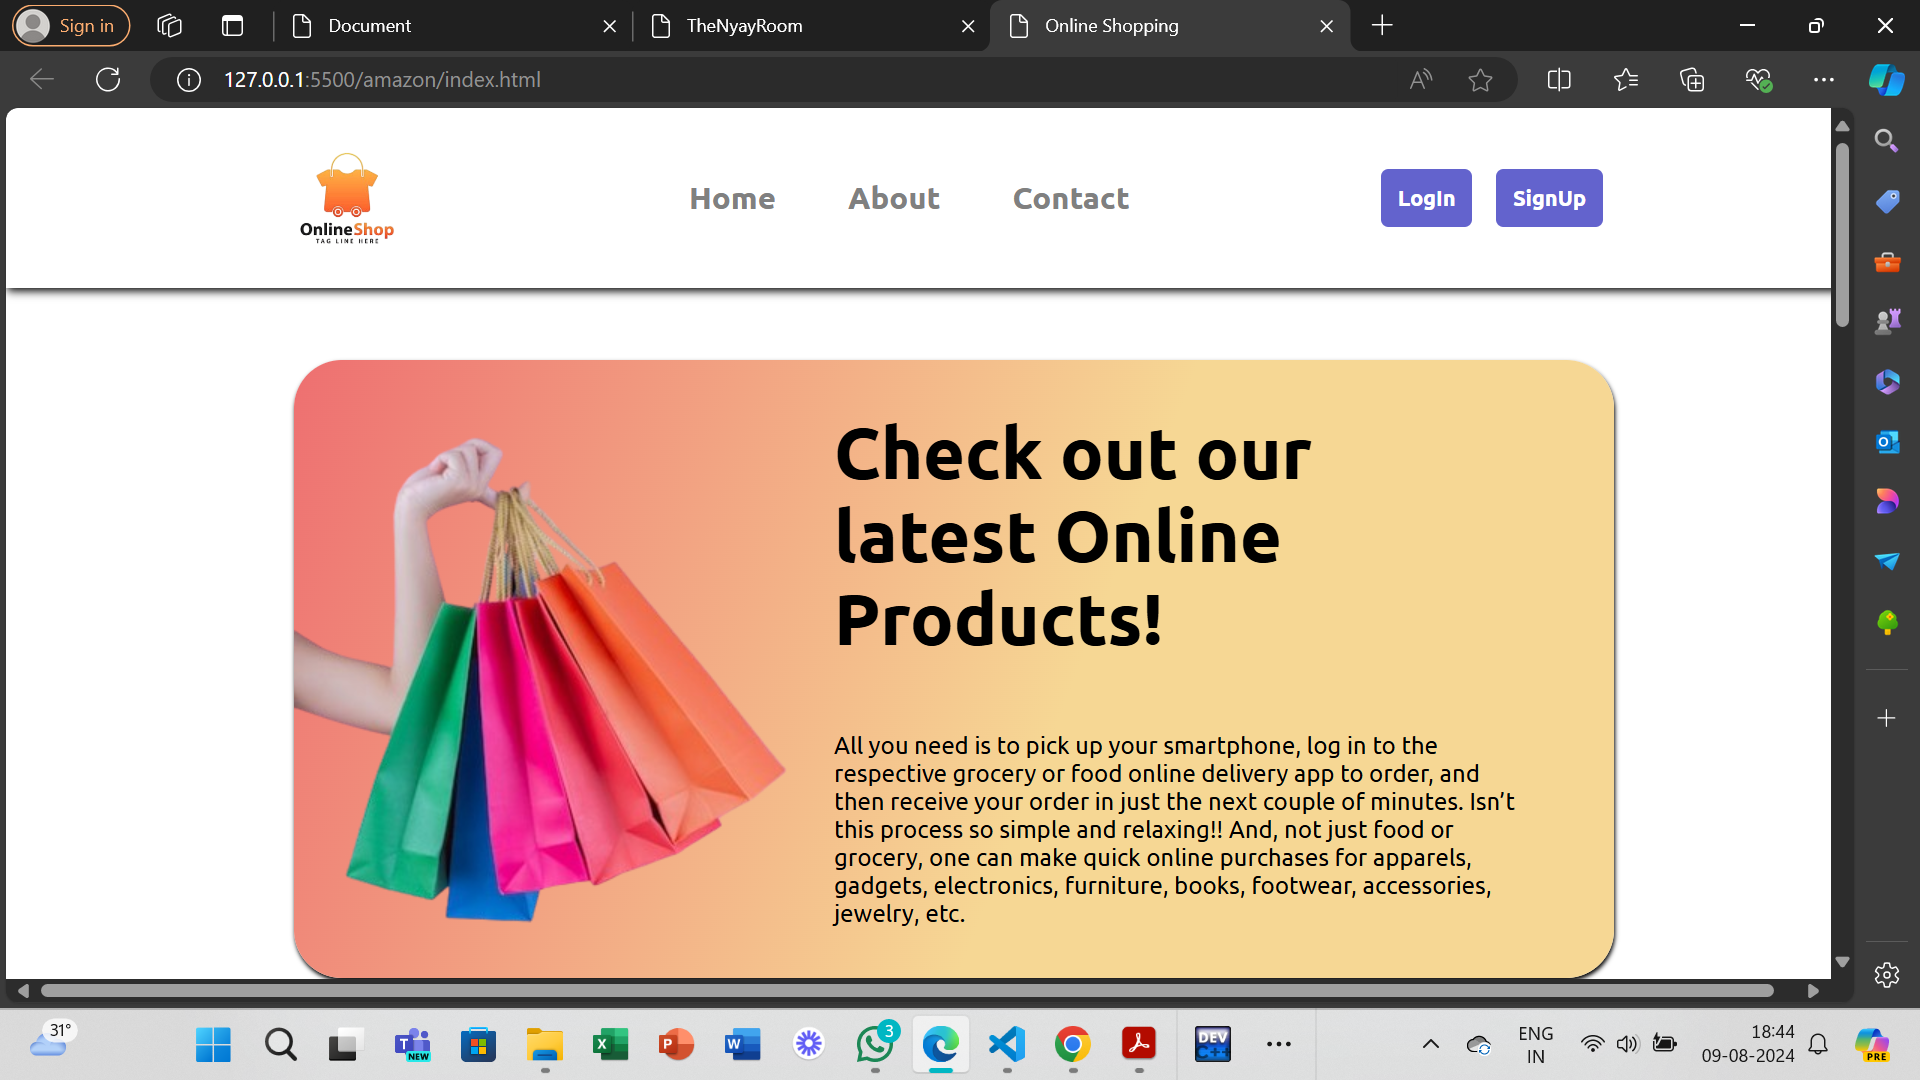 Sign in
Document
TheNyayRoom
Online Shopping
127.0.0.1:5500/amazon/index.html
OnlineShop
TAG LINE HERE
Home
About
Contact
LogIn
SignUp
Check out our
latest Online
Products!
All you need is to pick up your smartphone, log in to the
respective grocery or food online delivery app to order, and
then receive your order in just the next couple of minutes. Isn’t
this process so simple and relaxing!! And, not just food or
grocery, one can make quick online purchases for apparels,
gadgets, electronics, furniture, books, footwear, accessories,
jewelry, etc.
31°
NEW
3
DEV
C++
ENG
IN
18:44
09-08-2024
PRE